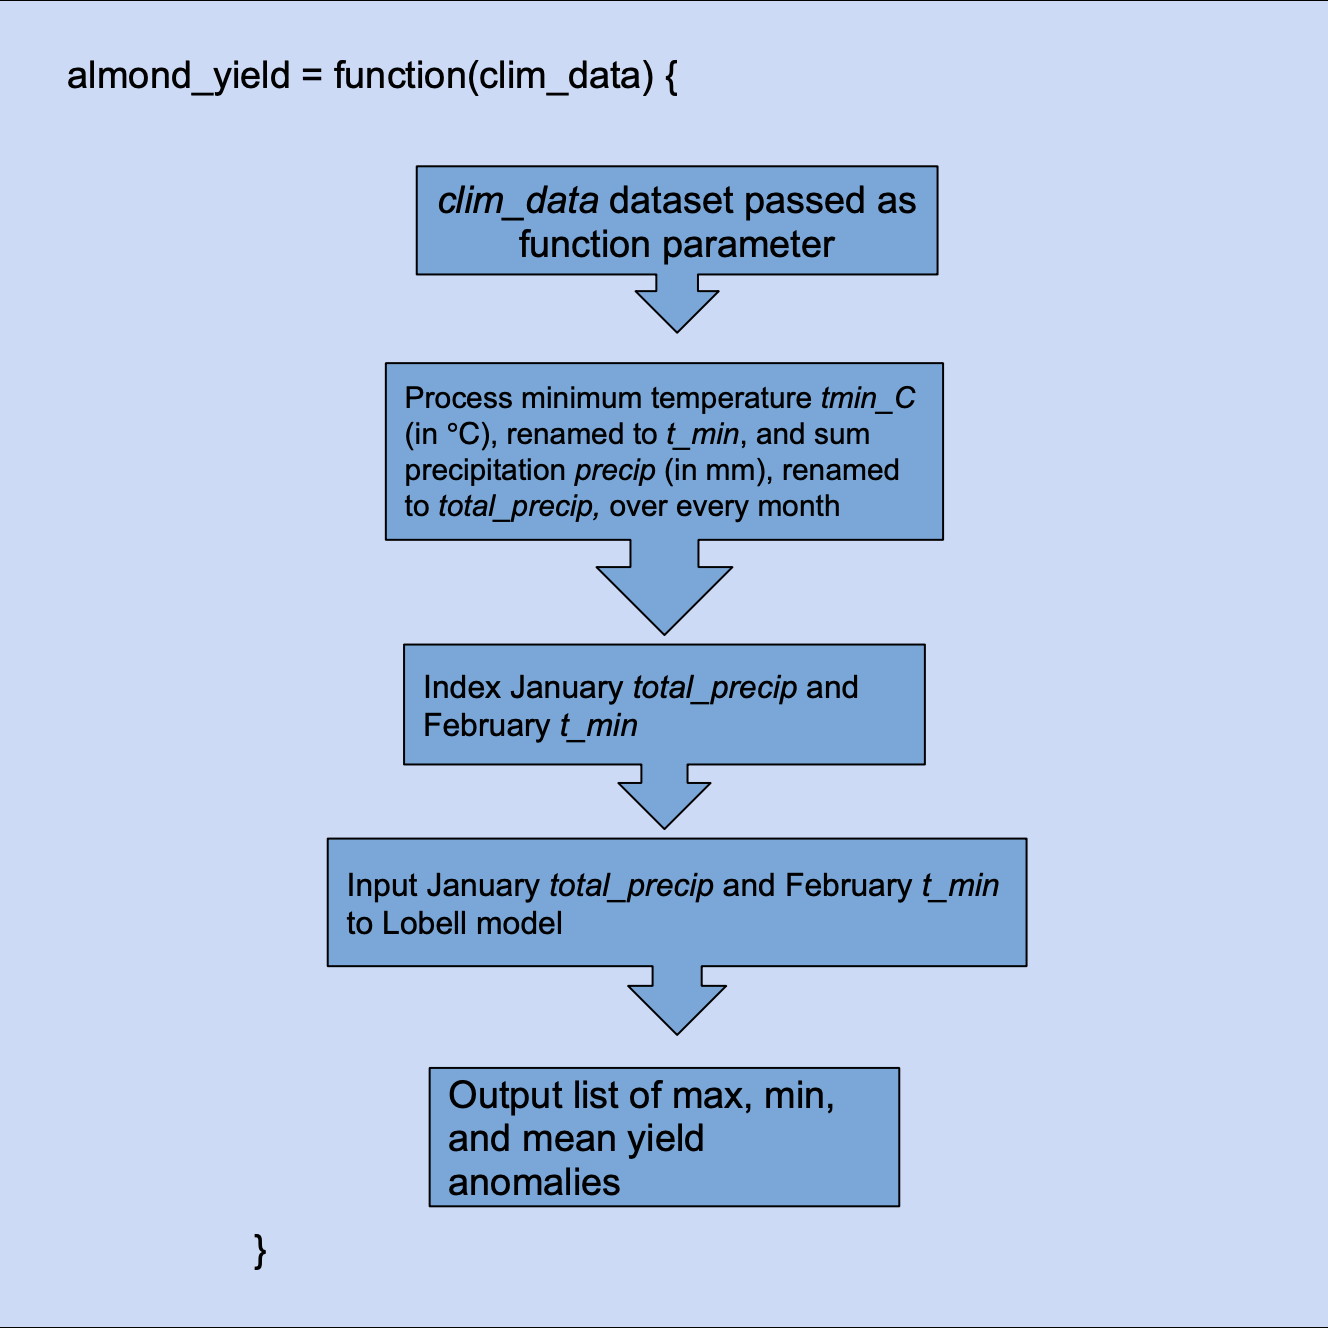 almond_yield = function(clim_data) {
clim_data dataset passed as
function parameter
Process minimum temperature tmin_C
(in °C), renamed to t_min, and sum
precipitation precip (in mm), renamed
to total_precip, over every month
Index January total_precip and
February t_min
Input January total_precip and February t_min
to Lobell model
Output list of max, min,
and mean yield
anomalies
}